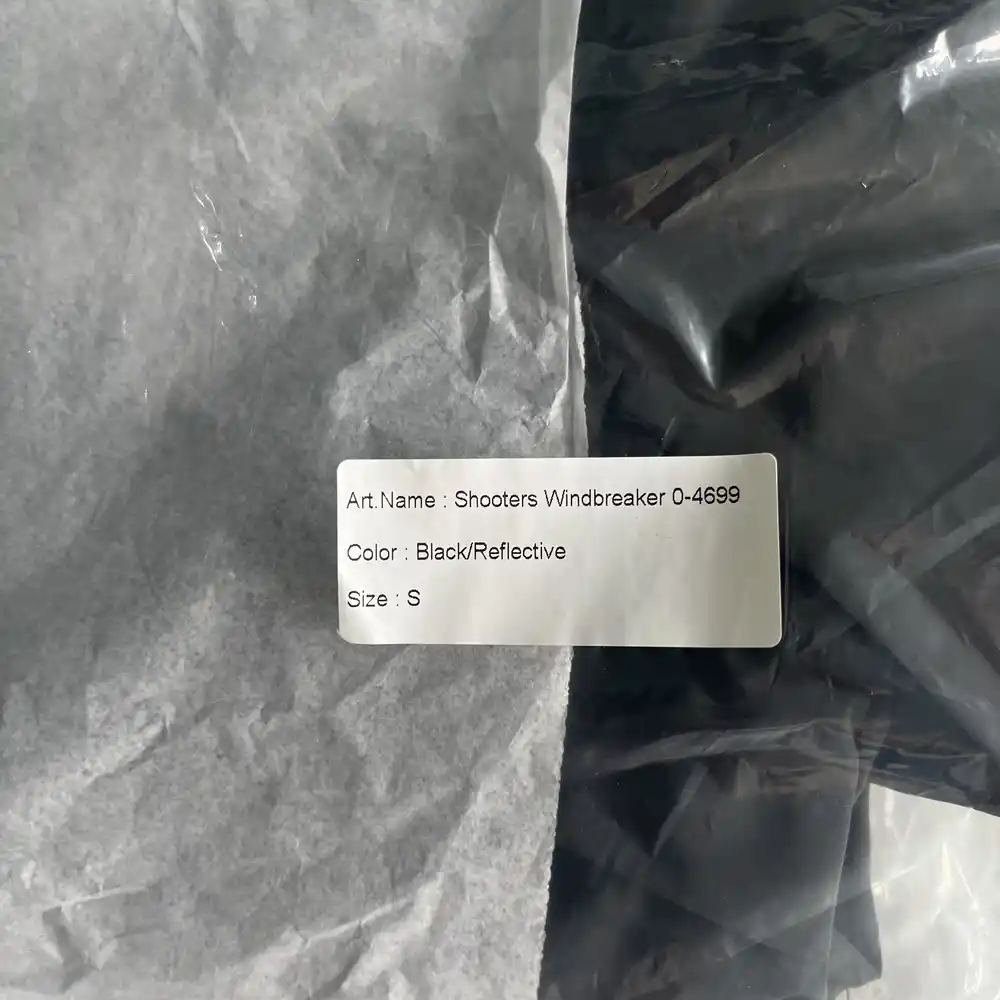 Art.Name : Shooters Windbreaker 0-4699
Color : Black/Reflective
Size : S